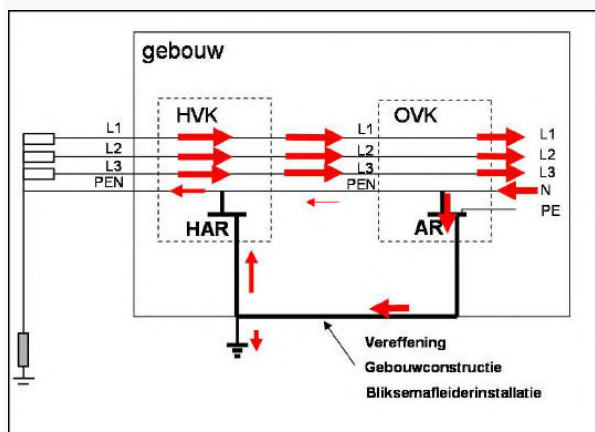 gebouw
HVK
OVK
L1
L1
L1
L2
L2
L2
L3
L3
L3
PEN
PEN
N
PE
HAR
AR
Vereffening
Gebouwconstructie
Bliksemafleiderinstallatie